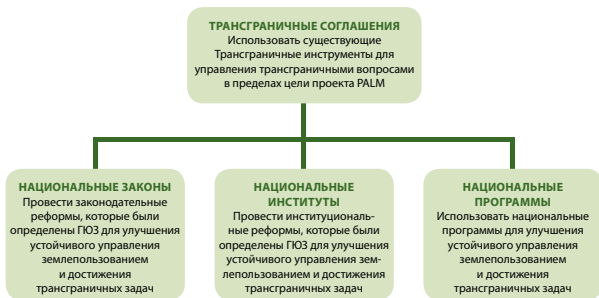 ТРАНСГРАНИЧНЫЕ СОГЛАШЕНИЯ
Использовать существующие
Трансграничные инструменты для
управления трансграничными вопросами
в пределах цели проекта PALM
НАЦИОНАЛЬНЫЕ ЗАКОНЫ
Провести законодательные
реформы, которые были
определены ГЮЗ для улучшения
устойчивого управления
землепользованием
и достижения
трансграничных задач
НАЦИОНАЛЬНЫЕ
ИНСТИТУТЫ
Провести институциональ-
ные реформы, которые были
определены ГЮЗ для улучшения
устойчивого управления зем-
лепользованием и достижения
трансграничных задач
НАЦИОНАЛЬНЫЕ
ПРОГРАММЫ
Использовать национальные
программы для улучшения
устойчивого управления
землепользованием
и достижения
трансграничных задач